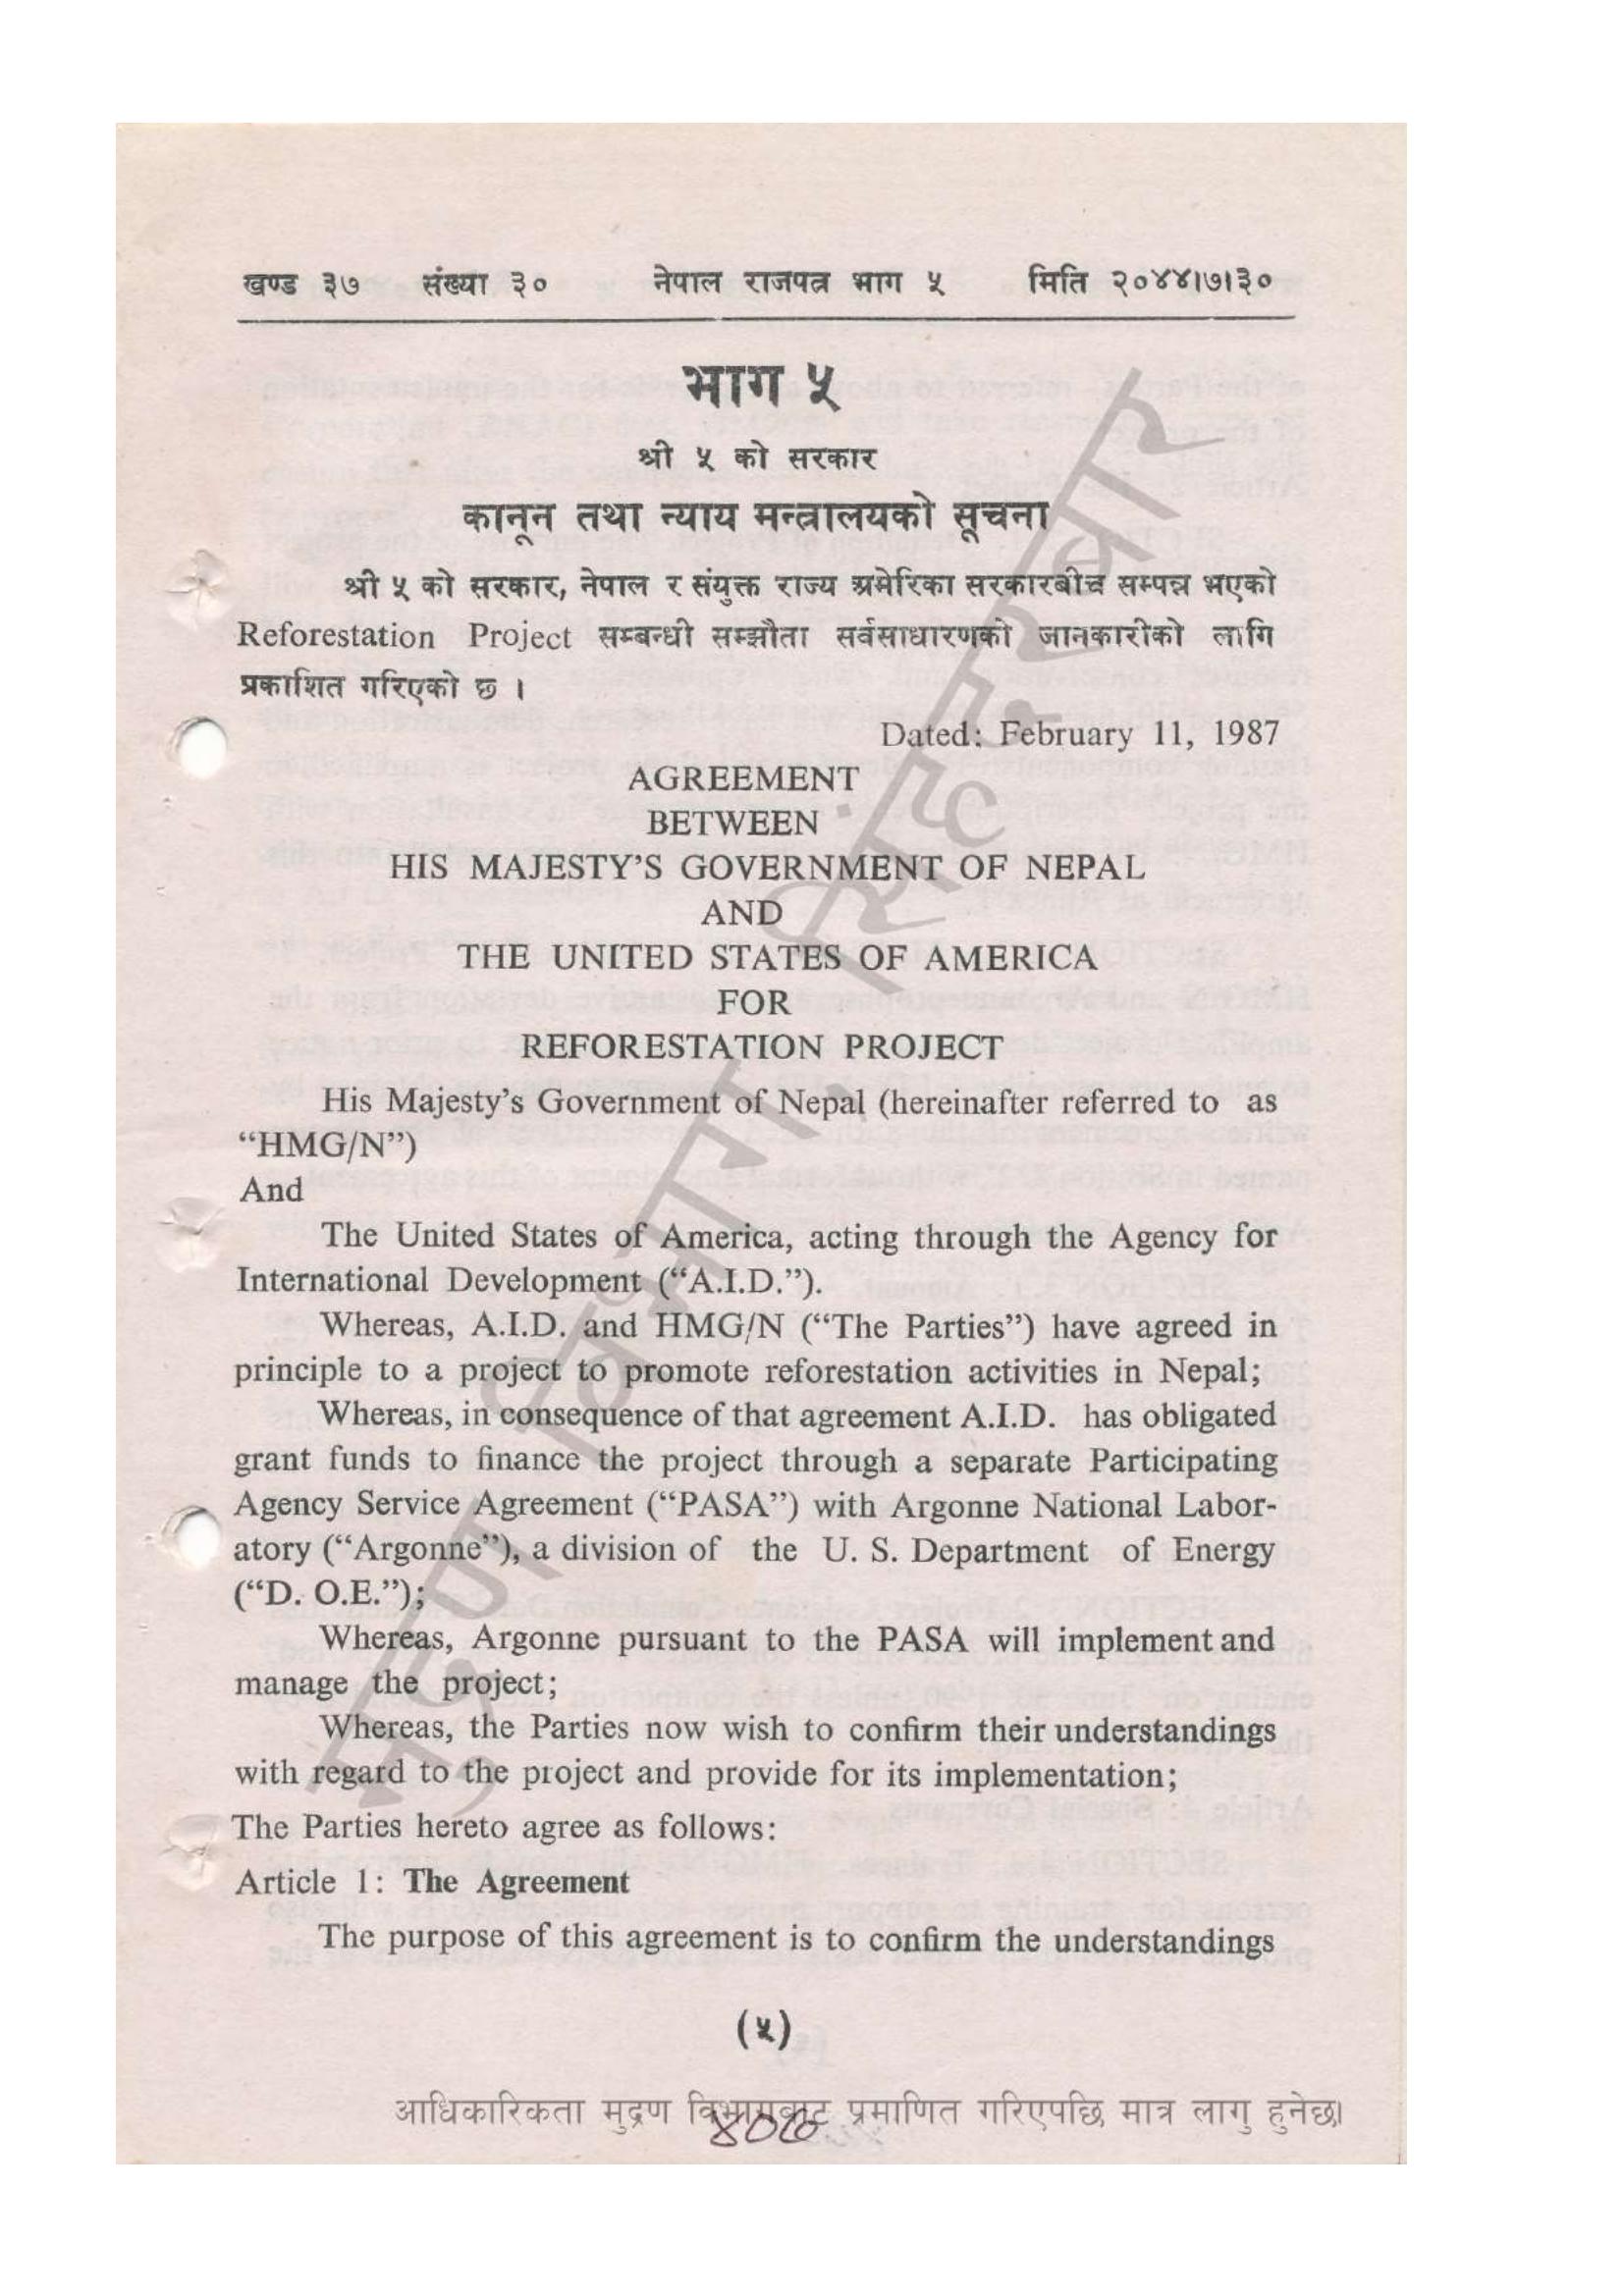 खण्ड ३७ संख्या ३० नेपाल राजपत्र भाग ५ मिति २०४४।७।३०
भाग ५
श्री ५ को सरकार
कानून तथा न्याय मन्त्रालयको सूचना
श्री ५ को सरकार, नेपाल र संयुक्त राज्य अमेरिका सरकारबीच सम्पन्न भएको
Reforestation Project सम्बन्धी सम्झौता सर्वसाधारणको जानकारीको लागि
प्रकाशित गरिएको छ ।
Dated: February 11, 1987
AGREEMENT
BETWEEN
HIS MAJESTY'S GOVERNMENT OF NEPAL
AND
THE UNITED STATES OF AMERICA
FOR
REFORESTATION PROJECT
His Majesty's Government of Nepal (hereinafter referred to as
"HMG/N")
And
The United States of America, acting through the Agency for
International Development ("A.I.D.").
Whereas, A.I.D. and HMG/N ("The Parties") have agreed in
principle to a project to promote reforestation activities in Nepal;
Whereas, in consequence of that agreement A.I.D. has obligated
grant funds to finance the project through a separate Participating
Agency Service Agreement ("PASA") with Argonne National Labor-
atory ("Argonne"), a division of the U. S. Department of Energy
("D. O.E.");
Whereas, Argonne pursuant to the PASA will implement and
manage the project;
Whereas, the Parties now wish to confirm their understandings
with regard to the project and provide for its implementation;
The Parties hereto agree as follows:
Article 1: The Agreement
The purpose of this agreement is to confirm the understandings
(५)
आधिकारिकता मुद्रण विभागबाट प्रमाणित गरिएपछि मात्र लागु हुनेछ।
मुद्रण विभाग, सिंहदरबार